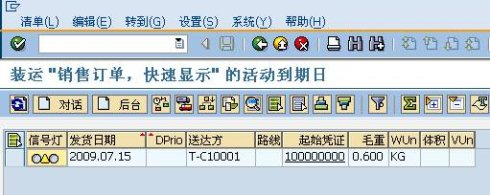 清单(L) 编辑(E) 转到(G) 设置(S) 系统(Y) 帮助(H)
装运 "销售订单，快速显示" 的活动到期日
对话 后台
信号灯 发货日期 DPrio 送达方 路线 起始凭证 毛重 WUn 体积 VUn
2009.07.15 T-C10001 100000000 0.600 KG